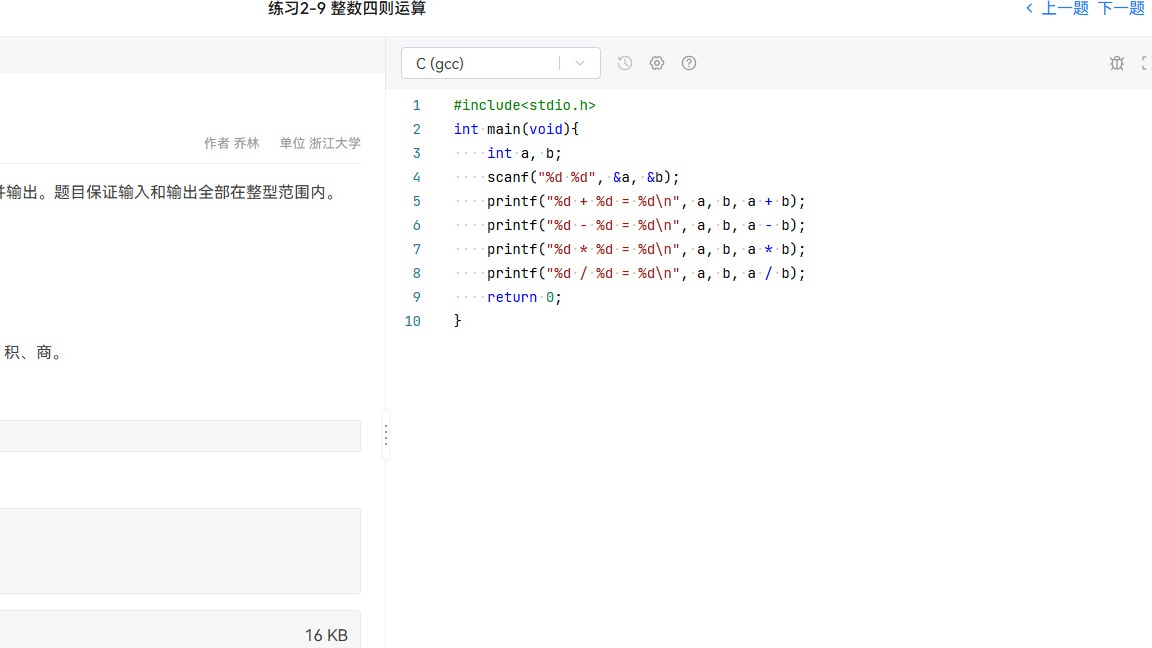 练习2-9 整数四则运算
上一题 下一题
C (gcc)
作者 乔林 单位 浙江大学
输出。题目保证输入和输出全部在整型范围内。
积、商。
16 KB
1 #include<stdio.h>
2 int main(void){
3 int a, b;
4 scanf("%d %d", &a, &b);
5 printf("%d + %d = %d\n", a, b, a + b);
6 printf("%d - %d = %d\n", a, b, a - b);
7 printf("%d * %d = %d\n", a, b, a * b);
8 printf("%d / %d = %d\n", a, b, a / b);
9 return 0;
10 }